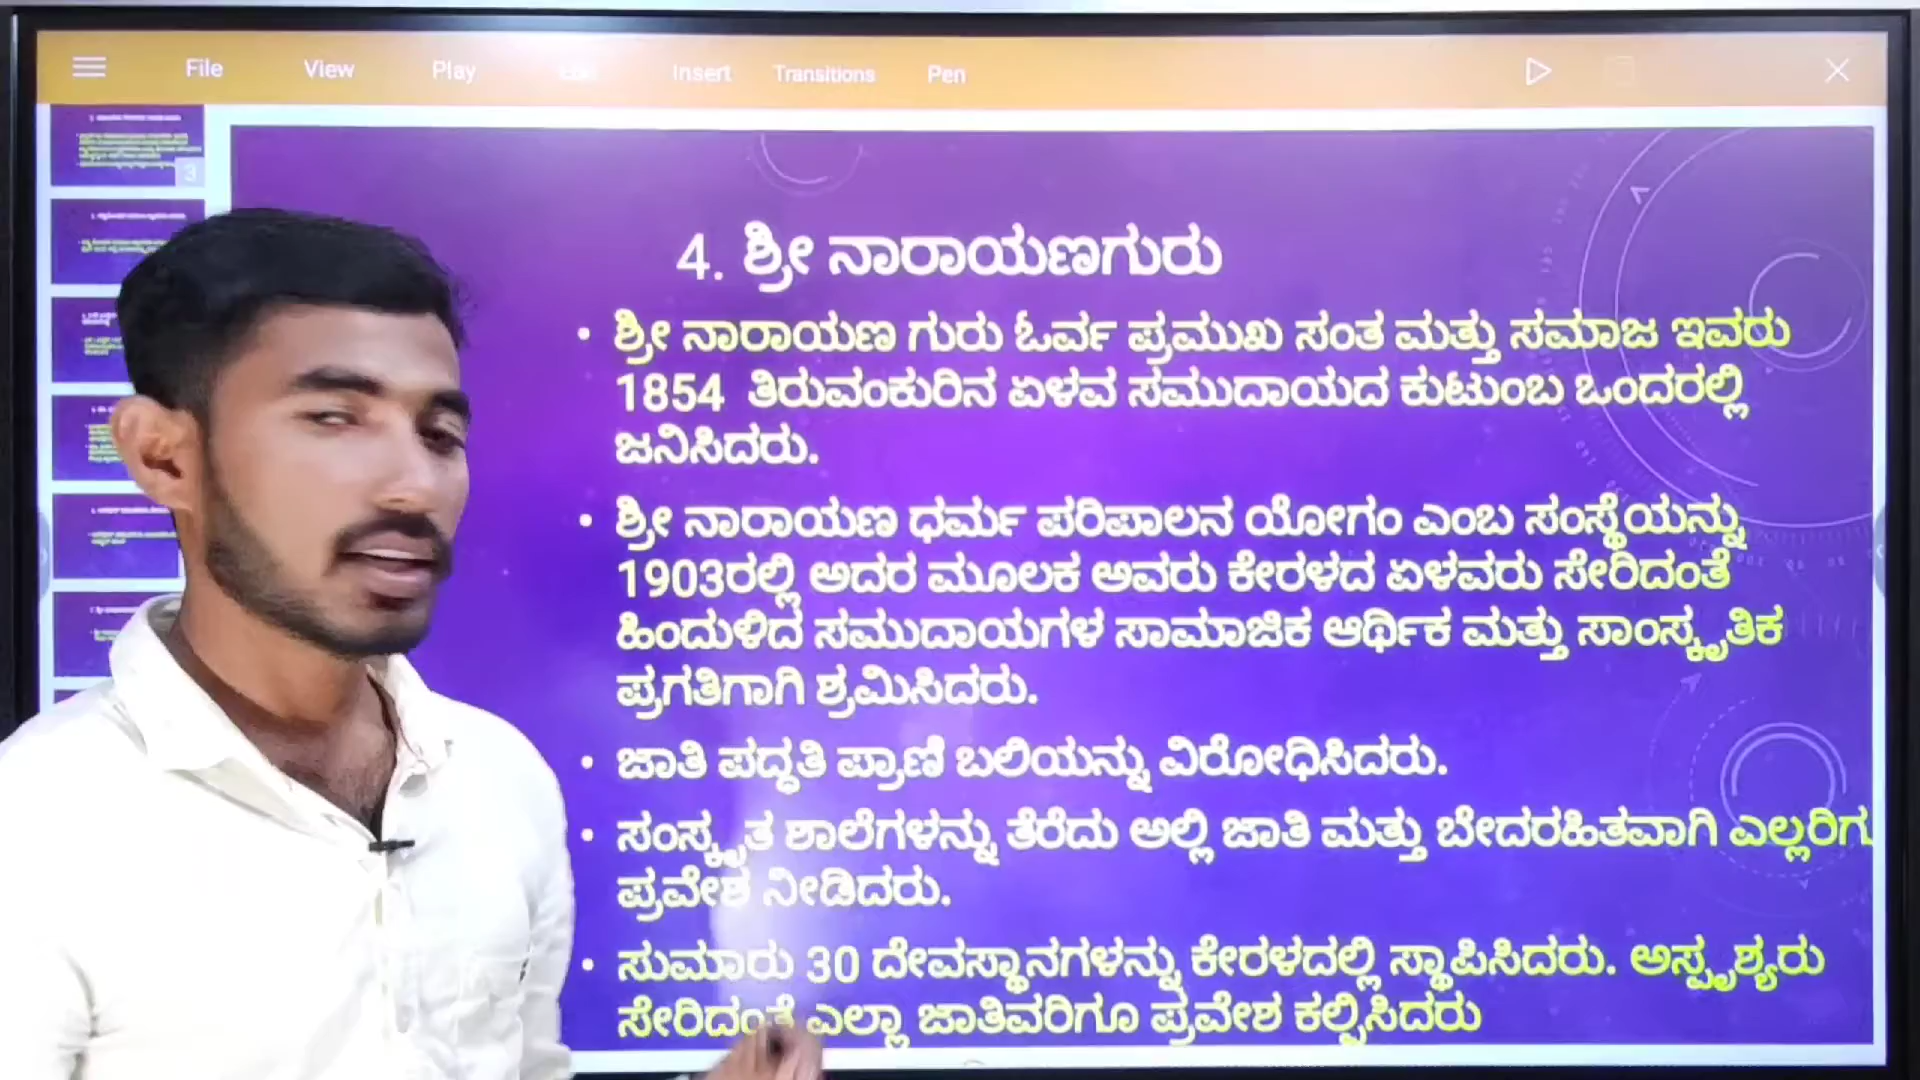 File View Play Insert Transitions Pen
3
4. ಶ್ರೀ ನಾರಾಯಣಗುರು
• ಶ್ರೀ ನಾರಾಯಣ ಗುರು ಓರ್ವ ಪ್ರಮುಖ ಸಂತ ಮತ್ತು ಸಮಾಜ ಇವರು
1854 ತಿರುವಂಕುರಿನ ಏಳವ ಸಮುದಾಯದ ಕುಟುಂಬ ಒಂದರಲ್ಲಿ
ಜನಿಸಿದರು.
• ಶ್ರೀ ನಾರಾಯಣ ಧರ್ಮ ಪರಿಪಾಲನ ಯೋಗಂ ಎಂಬ ಸಂಸ್ಥೆಯನ್ನು
1903ರಲ್ಲಿ ಅದರ ಮೂಲಕ ಅವರು ಕೇರಳದ ಏಳವರು ಸೇರಿದಂತೆ
ಹಿಂದುಳಿದ ಸಮುದಾಯಗಳ ಸಾಮಾಜಿಕ ಆರ್ಥಿಕ ಮತ್ತು ಸಾಂಸ್ಕೃತಿಕ
ಪ್ರಗತಿಗಾಗಿ ಶ್ರಮಿಸಿದರು.
• ಜಾತಿ ಪದ್ಧತಿ ಪ್ರಾಣಿ ಬಲಿಯನ್ನು ವಿರೋಧಿಸಿದರು.
• ಸಂಸ್ಕೃತ ಶಾಲೆಗಳನ್ನು ತೆರೆದು ಅಲ್ಲಿ ಜಾತಿ ಮತ್ತು ಬೇದರಹಿತವಾಗಿ
ಪ್ರವೇಶ ನೀಡಿದರು.
• ಸುಮಾರು 30 ದೇವಸ್ಥಾನಗಳನ್ನು ಕೇರಳದಲ್ಲಿ ಸ್ಥಾಪಿಸಿದರು. ಅಸ್ಪೃಶ್ಯರು
ಸೇರಿದಂತೆ ಎಲ್ಲಾ ಜಾತಿವರಿಗೂ ಪ್ರವೇಶ ಕಲ್ಪಿಸಿದರು